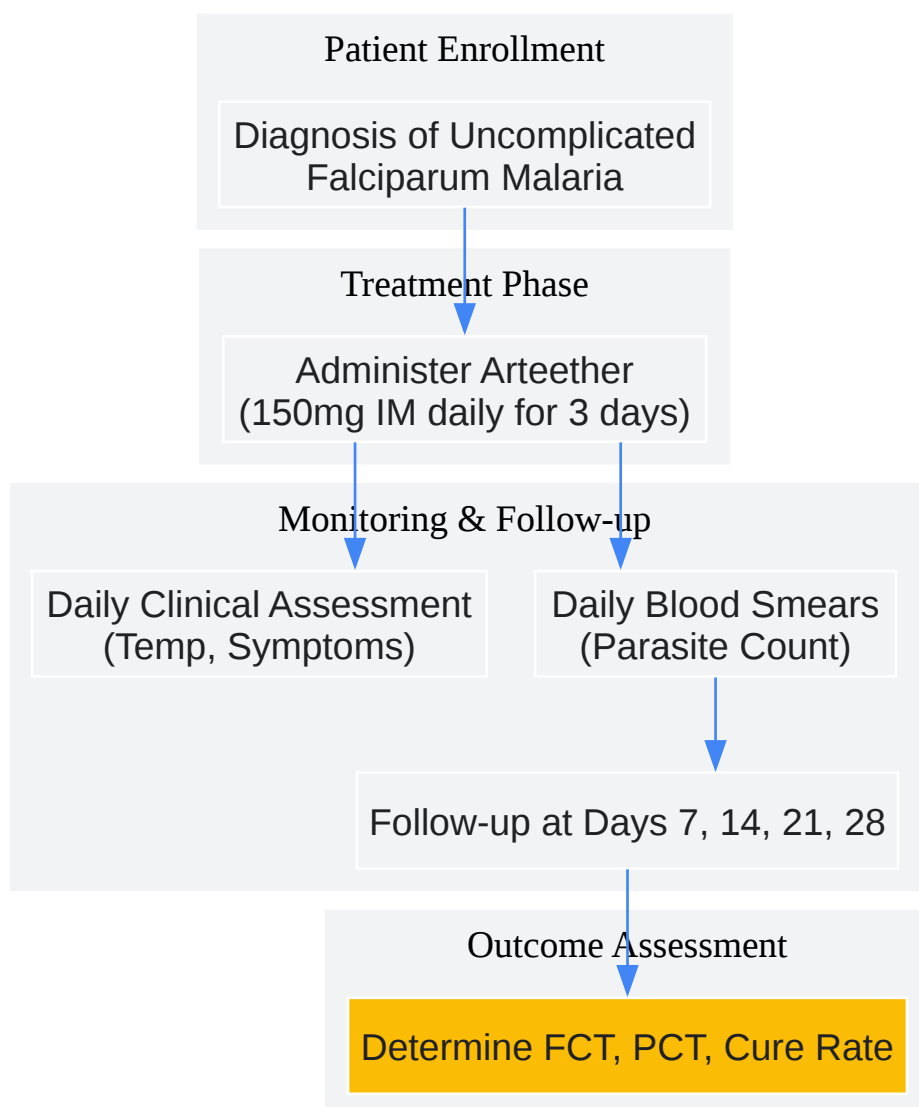 Patient Enrollment
Diagnosis of Uncomplicated
Falciparum Malaria
Treatment Phase
Administer Arteether
(150mg IM daily for 3 days)
Monitoring & Follow-up
Daily Clinical Assessment
(Temp, Symptoms)
Daily Blood Smears
(Parasite Count)
Follow-up at Days 7, 14, 21, 28
Outcome Assessment
Determine FCT, PCT, Cure Rate